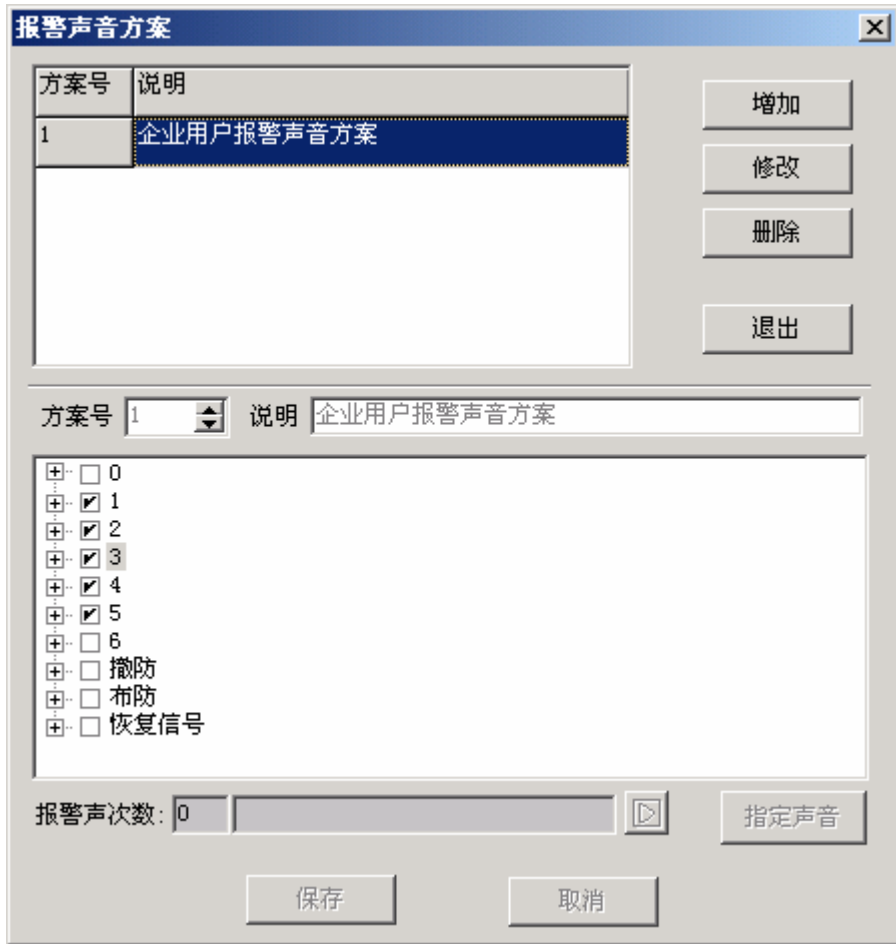 报警声音方案
方案号 说明
1 企业用户报警声音方案
增加
修改
删除
退出
方案号 1 说明 企业用户报警声音方案
0
1
2
3
4
5
6
撤防
布防
恢复信号
报警声次数: 0 指定声音
保存 取消